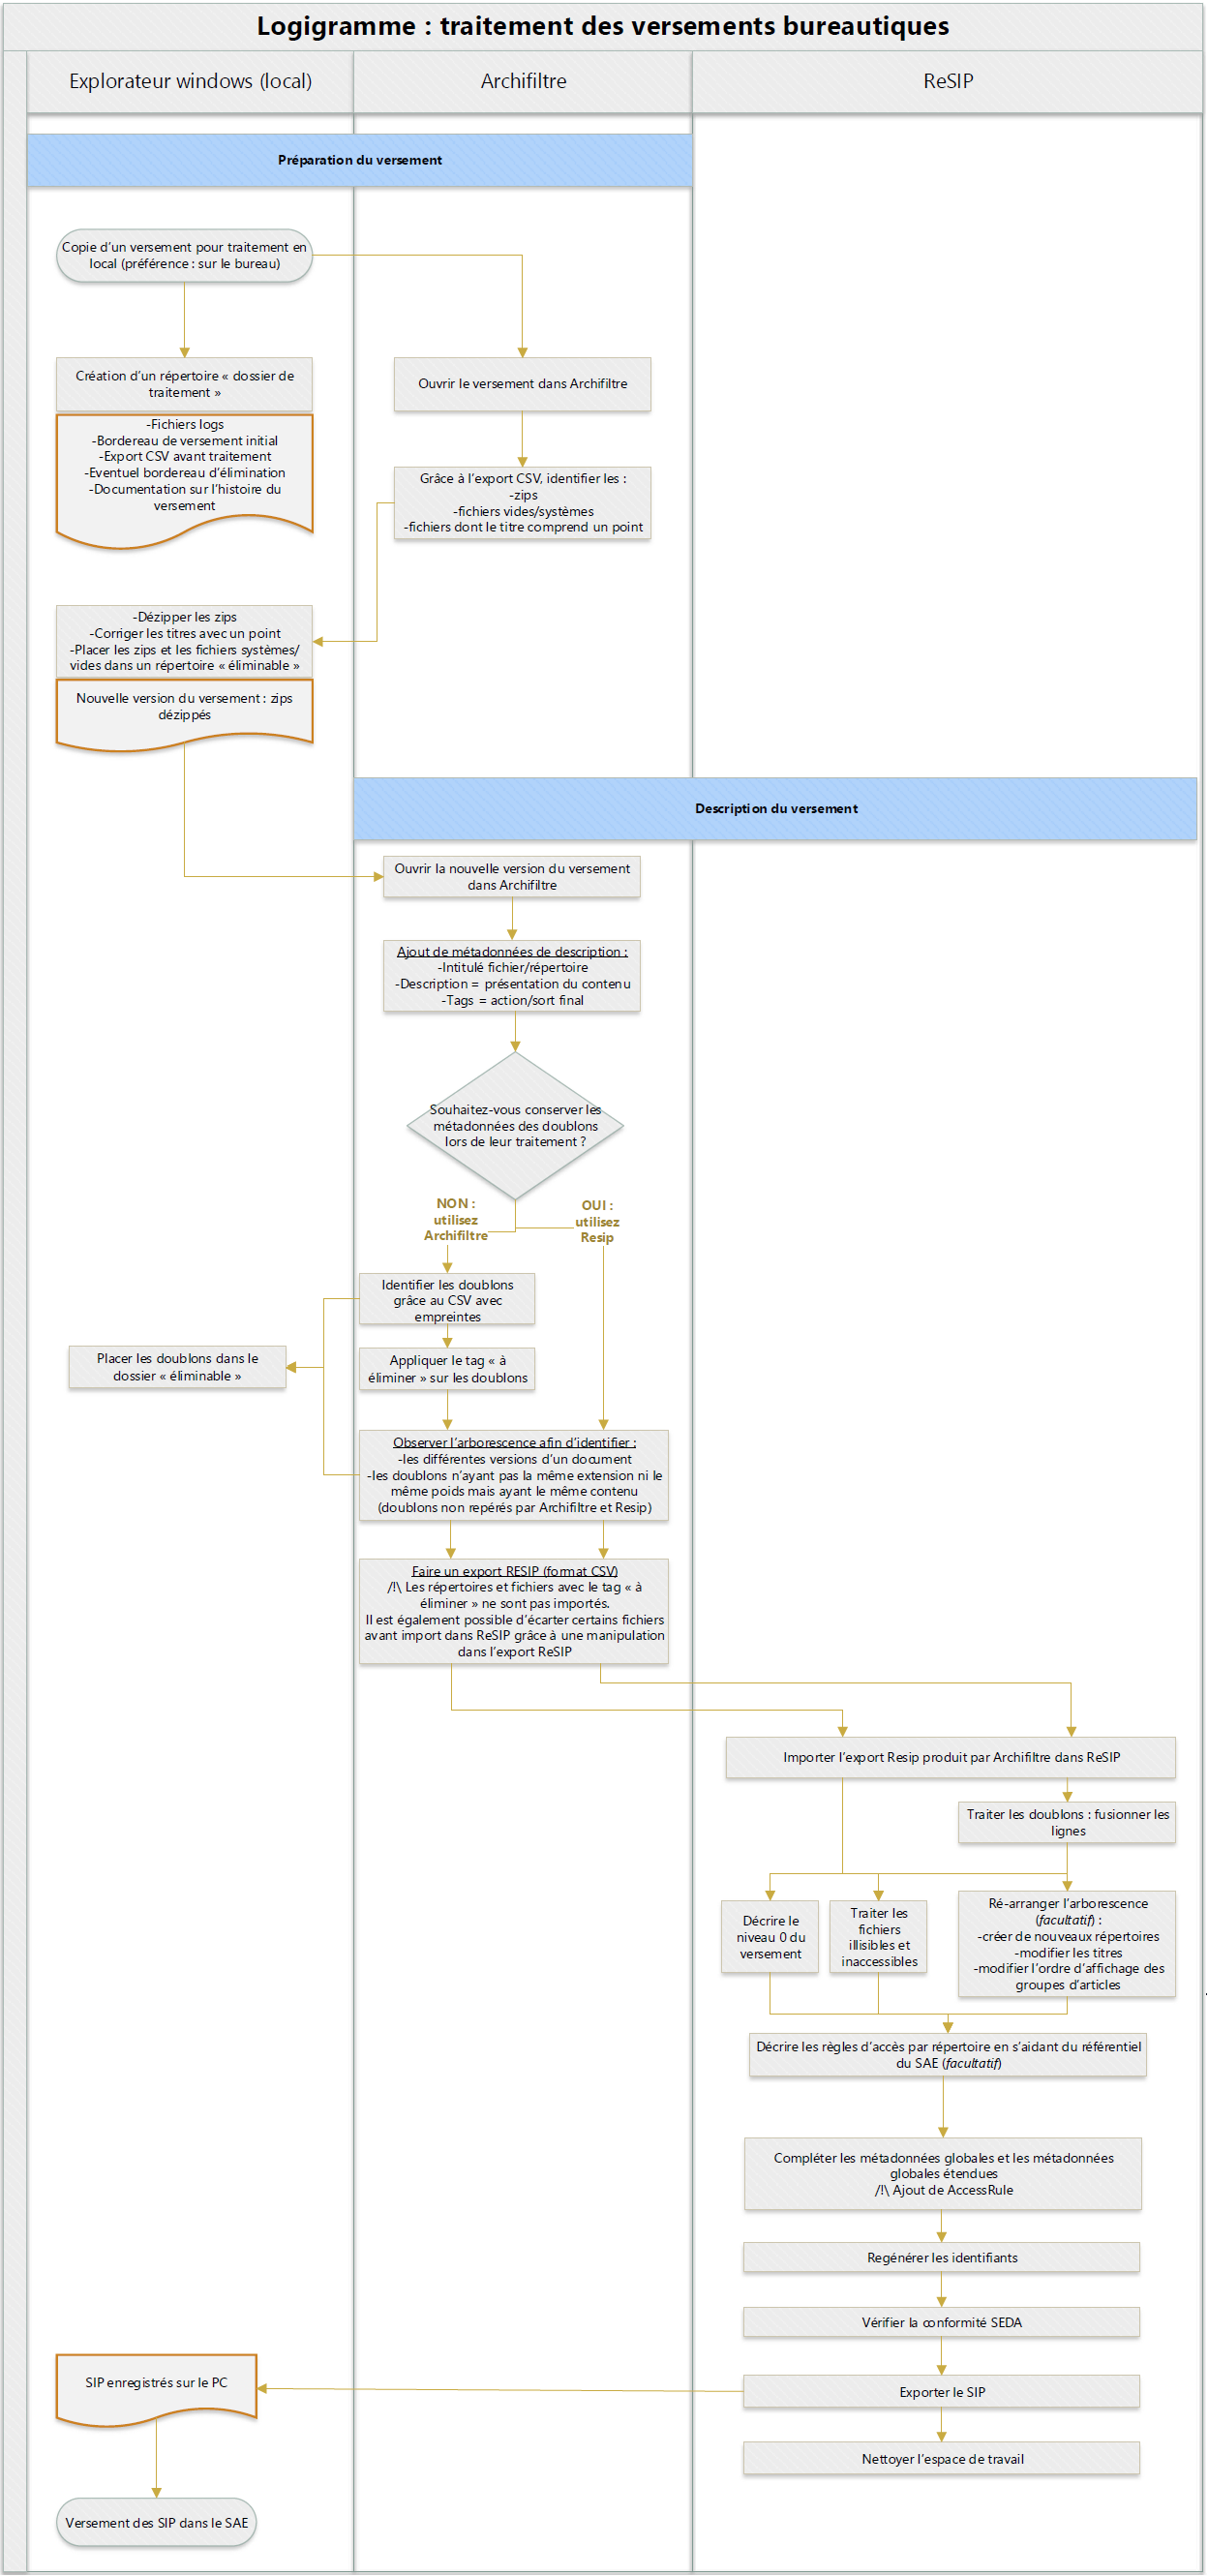 Logigramme : traitement des versements bureautiques
Explorateur windows (local)
Archifiltre
ReSIP
Préparation du versement
Copie d’un versement pour traitement en
local (préférence : sur le bureau)
Création d’un répertoire « dossier de
traitement »
Ouvrir le versement dans Archifiltre
-Fichiers logs
-Bordereau de versement initial
-Export CSV avant traitement
-Eventuel bordereau d’élimination
-Documentation sur l’histoire du
versement
Grâce à l’export CSV, identifier les :
-zips
-fichiers vides/systèmes
-fichiers dont le titre comprend un point
-Dézipper les zips
-Corriger les titres avec un point
-Placer les zips et les fichiers systèmes/
vides dans un répertoire « éliminable »
Nouvelle version du versement : zips
dézippés
Description du versement
Ouvrir la nouvelle version du versement
dans Archifiltre
Ajout de métadonnées de description :
-Intitulé fichier/répertoire
-Description = présentation du contenu
-Tags = action/sort final
Souhaitez-vous conserver les
métadonnées des doublons
lors de leur traitement ?
NON :
utilisez
Archifiltre
OUI :
utilisez
Resip
Identifier les doublons
grâce au CSV avec
empreintes
Placer les doublons dans le
dossier « éliminable »
Appliquer le tag « à
éliminer » sur les doublons
Observer l’arborescence afin d’identifier :
-les différentes versions d’un document
-les doublons n’ayant pas la même extension ni le
même poids mais ayant le même contenu
(doublons non repérés par Archifiltre et Resip)
Faire un export RESIP (format CSV)
/!\ Les répertoires et fichiers avec le tag « à
éliminer » ne sont pas importés.
Il est également possible d’écarter certains fichiers
avant import dans ReSIP grâce à une manipulation
dans l’export ReSIP
Importer l’export Resip produit par Archifiltre dans ReSIP
Traiter les doublons : fusionner les
lignes
Décrire le
niveau 0 du
versement
Traiter les
fichiers
illisibles et
inaccessibles
Ré-arranger l’arborescence
(facultatif) :
-créer de nouveaux répertoires
-modifier les titres
-modifier l’ordre d’affichage des
groupes d’articles
Décrire les règles d’accès par répertoire en s’aidant du référentiel
du SAE (facultatif)
Compléter les métadonnées globales et les métadonnées
globales étendues
/!\ Ajout de AccessRule
Regénérer les identifiants
Vérifier la conformité SEDA
SIP enregistrés sur le PC
Exporter le SIP
Nettoyer l’espace de travail
Versement des SIP dans le SAE